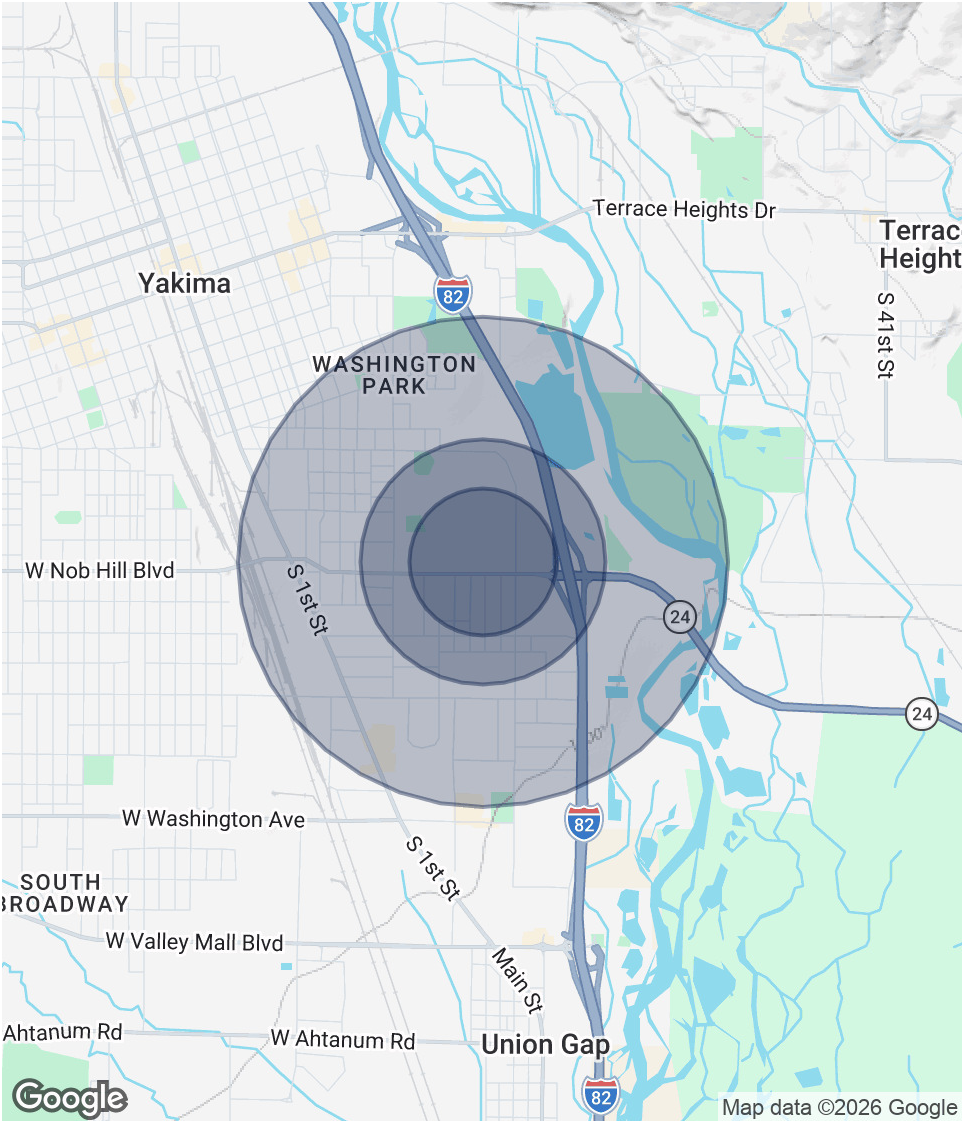 Terrace Heights Dr
Terrac
Height
Yakima
82
S 41st St
WASHINGTON
PARK
W Nob Hill Blvd
S 1st St
24
24
W Washington Ave
82
S 1st St
SOUTH
BROADWAY
W Valley Mall Blvd
Main St
Ahtanum Rd
W Ahtanum Rd
Union Gap
82
Google
Map data ©2026 Google